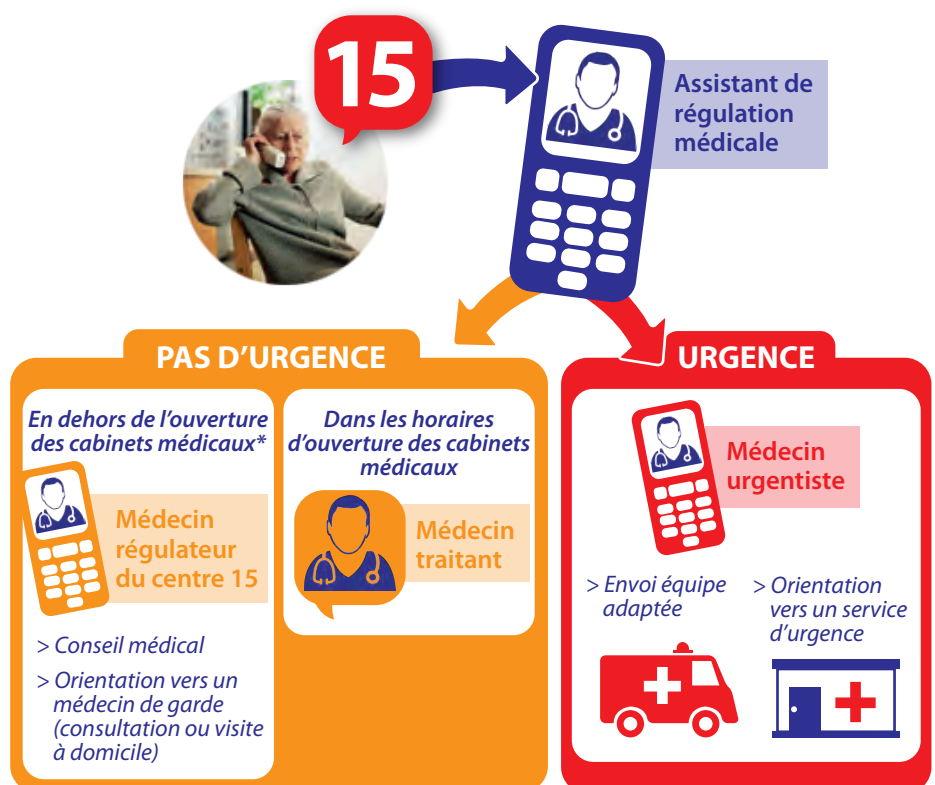 15
Assistant de
régulation
médicale
PAS D'URGENCE
En dehors de l'ouverture
des cabinets médicaux*
Médecin
régulateur
du centre 15
> Conseil médical
> Orientation vers un
médecin de garde
(consultation ou visite
à domicile)
Dans les horaires
d'ouverture des cabinets
médicaux
Médecin
traitant
URGENCE
Médecin
urgentiste
> Envoi équipe
adaptée
> Orientation
vers un service
d'urgence